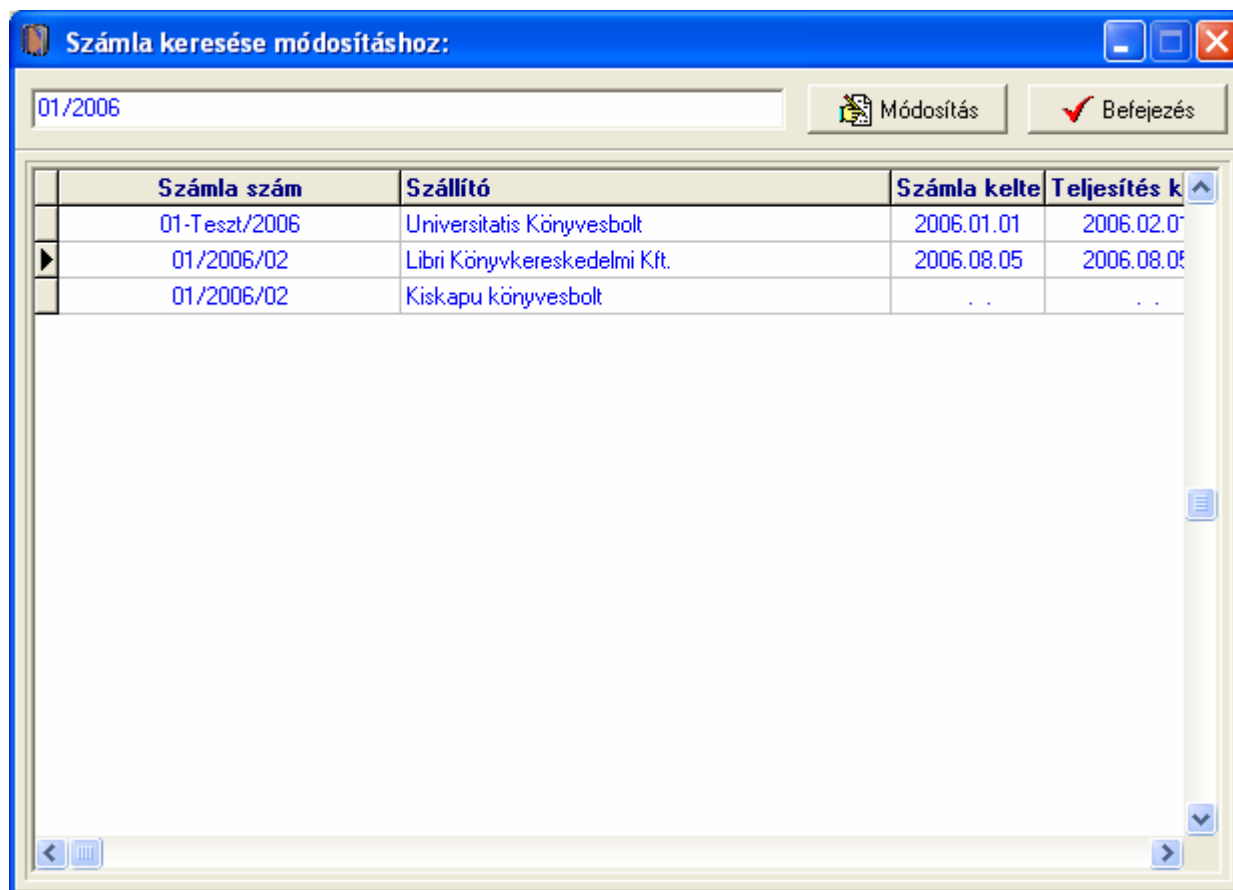 Számla keresése módosításhoz:
01/2006 Módosítás Befejezés
Számla szám Szállító Számla kelte Teljesítés k
01-Teszt/2006 Universitatis Könyvesbolt 2006.01.01 2006.02.01
01/2006/02 Libri Könyvkereskedelmi Kft. 2006.08.05 2006.08.05
01/2006/02 Kiskapu könyvesbolt . . . .